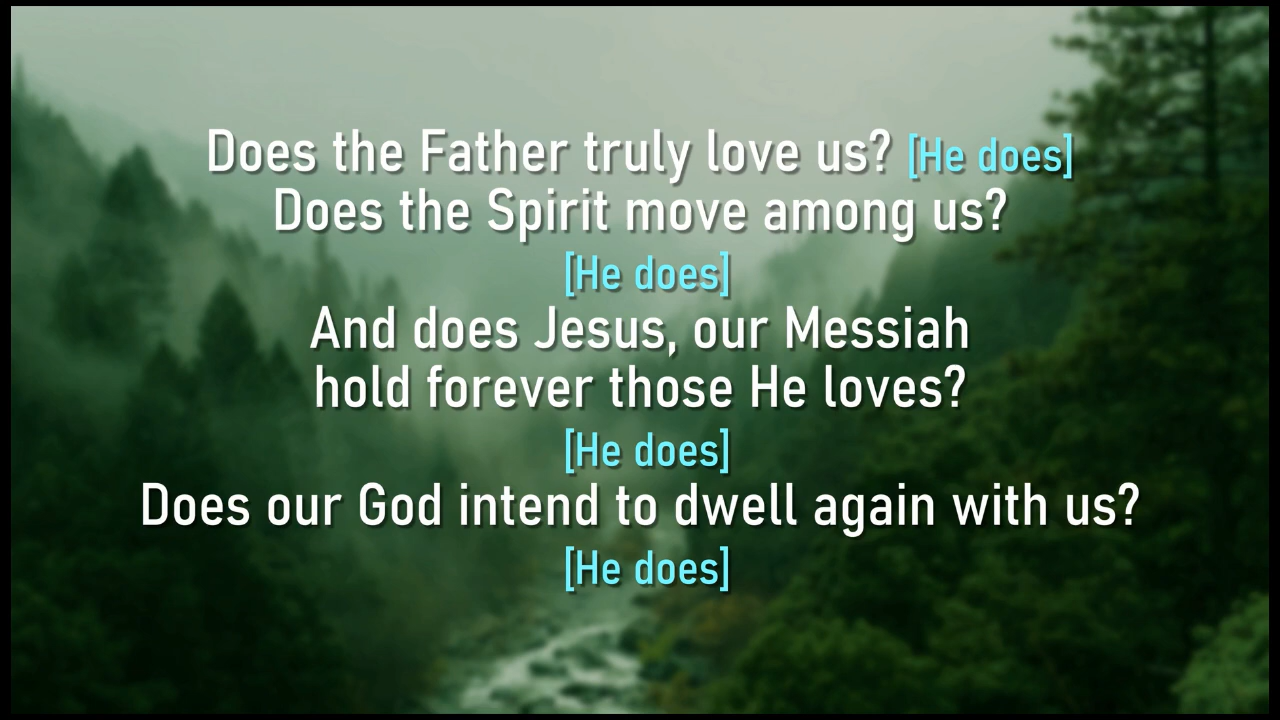 Does the Father truly love us? [He does]
Does the Spirit move among us?
[He does]
And does Jesus, our Messiah
hold forever those He loves?
[He does]
Does our God intend to dwell again with us?
[He does]